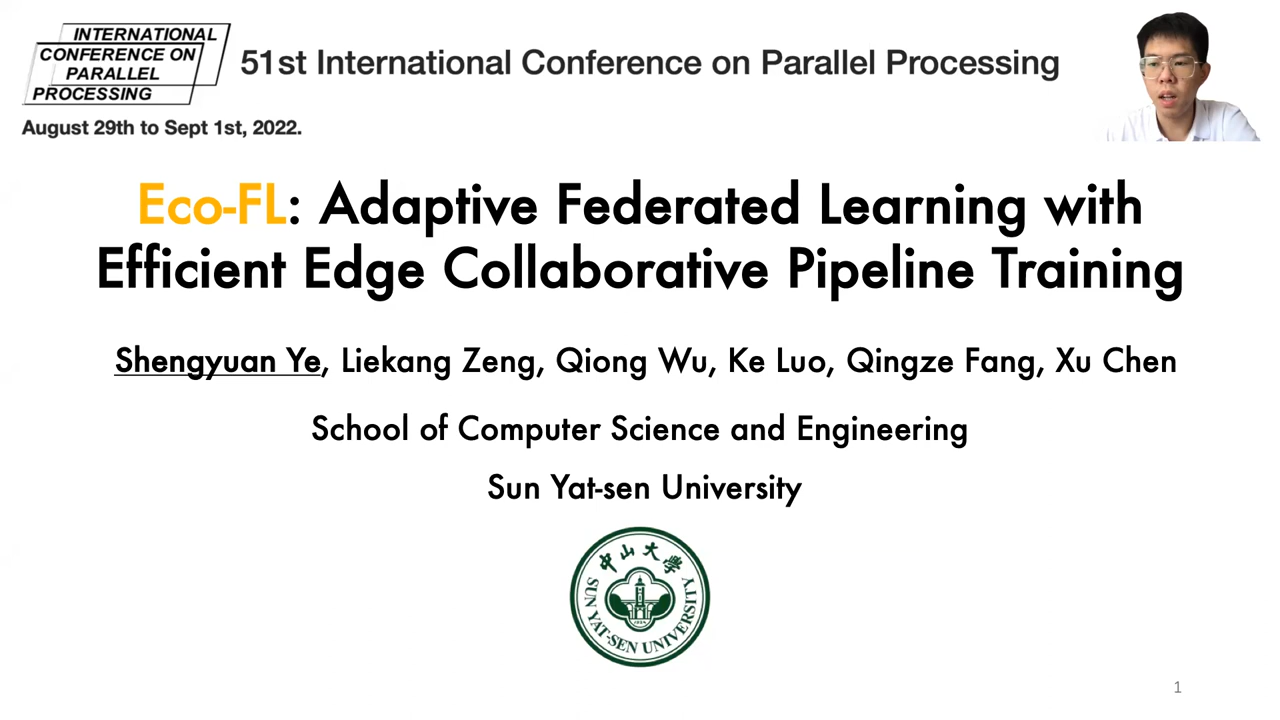 INTERNATIONAL
CONFERENCE ON
PARALLEL
PROCESSING
51st International Conference on Parallel Processing
August 29th to Sept 1st, 2022.
Eco-FL: Adaptive Federated Learning with
Efficient Edge Collaborative Pipeline Training
Shengyuan Ye, Liekang Zeng, Qiong Wu, Ke Luo, Qingze Fang, Xu Chen
School of Computer Science and Engineering
Sun Yat-sen University
中山大学
SUN YAT-SEN UNIVERSITY
1